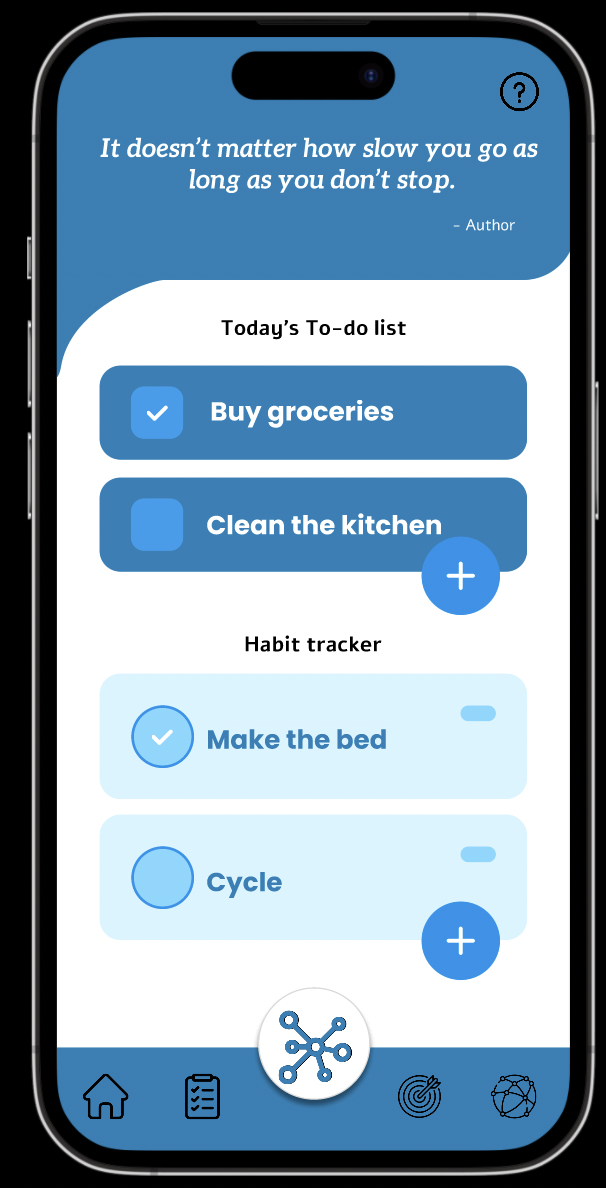 It doesn’t matter how slow you go as
long as you don’t stop.
- Author
Today’s To-do list
Buy groceries
Clean the kitchen
Habit tracker
Make the bed
Cycle